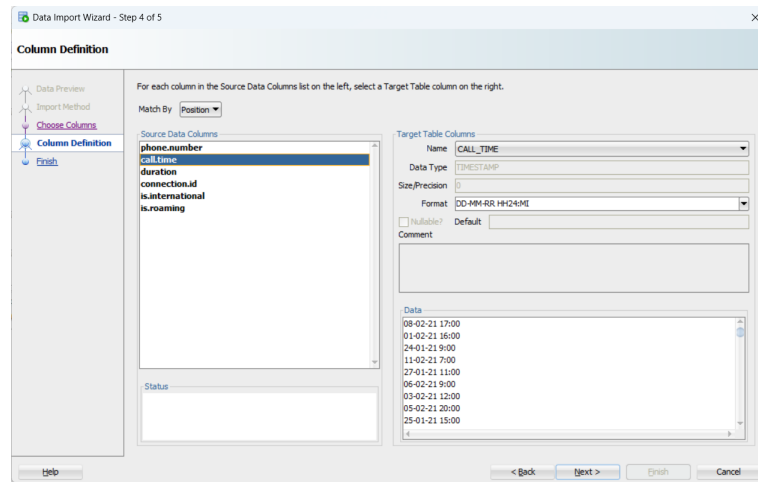 Data Import Wizard - Step 4 of 5
Column Definition
Data Preview
Import Method
Choose Columns
Column Definition
Finish
For each column in the Source Data Columns list on the left, select a Target Table column on the right.
Match By Position
Source Data Columns
phone.number
call.time
duration
connection.id
is.international
is.roaming
Status
Target Table Columns
Name CALL_TIME
Data Type TIMESTAMP
Size/Precision 0
Format DD-MM-RR HH24:MI
Nullable? Default
Comment
Data
08-02-21 17:00
01-02-21 16:00
24-01-21 9:00
11-02-21 7:00
27-01-21 11:00
06-02-21 9:00
03-02-21 12:00
05-02-21 20:00
25-01-21 15:00
Help
< Back
Next >
Finish
Cancel